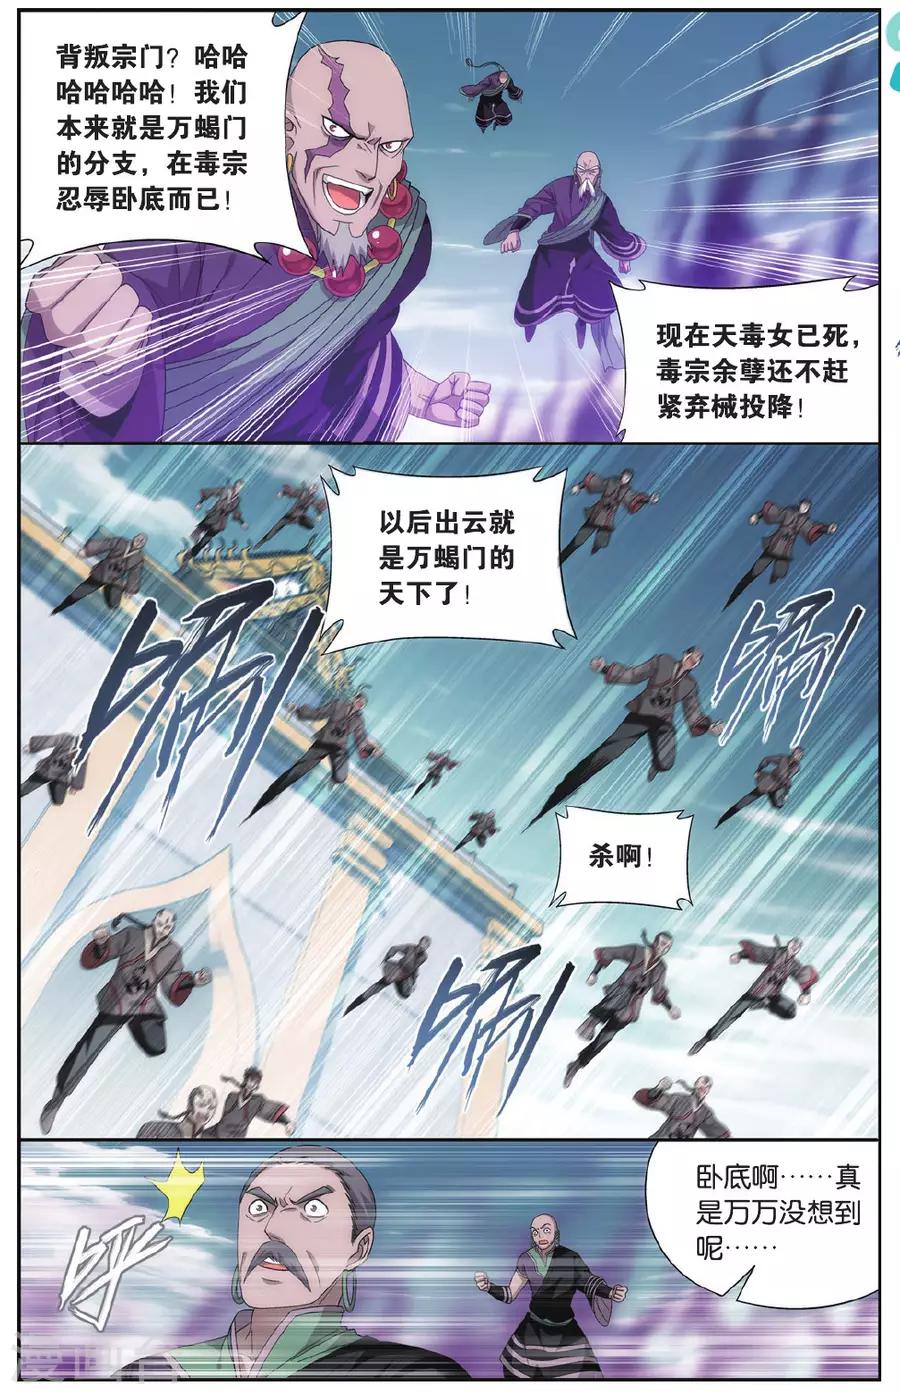 背叛宗门？哈哈
哈哈哈哈！我们
本来就是万蝎门
的分支，在毒宗
忍辱卧底而已！
现在天毒女已死，
毒宗余孽还不赶
紧弃械投降！
以后出云就
是万蝎门的
天下了！
唰
唰
杀啊！
唰
卧底啊……真
是万万没想到
呢……
呯